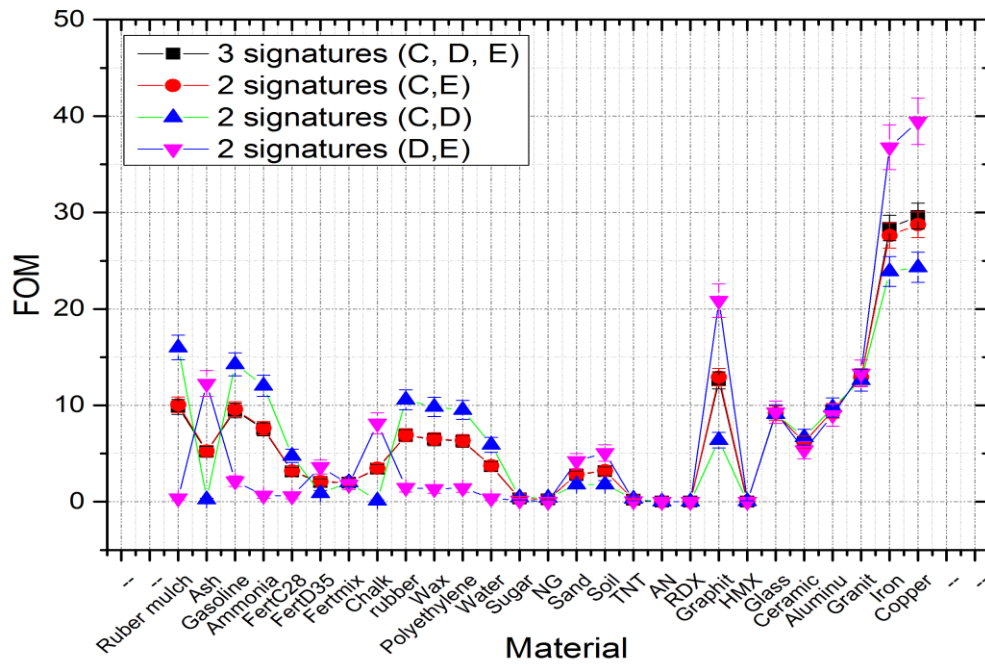 50
40
30
20
10
0
FOM
3 signatures (C, D, E)
2 signatures (C,E)
2 signatures (C,D)
2 signatures (D,E)
--
--
Ruber mulch
Ash
Gasoline
Ammonia
FertC28
FertD35
Fertmix
Chalk
rubber
Wax
Polyethylene
Water
Sugar
NG
Sand
Soil
TNT
AN
RDX
Graphit
HMX
Glass
Ceramic
Aluminu
Granit
Iron
Copper
--
--
Material